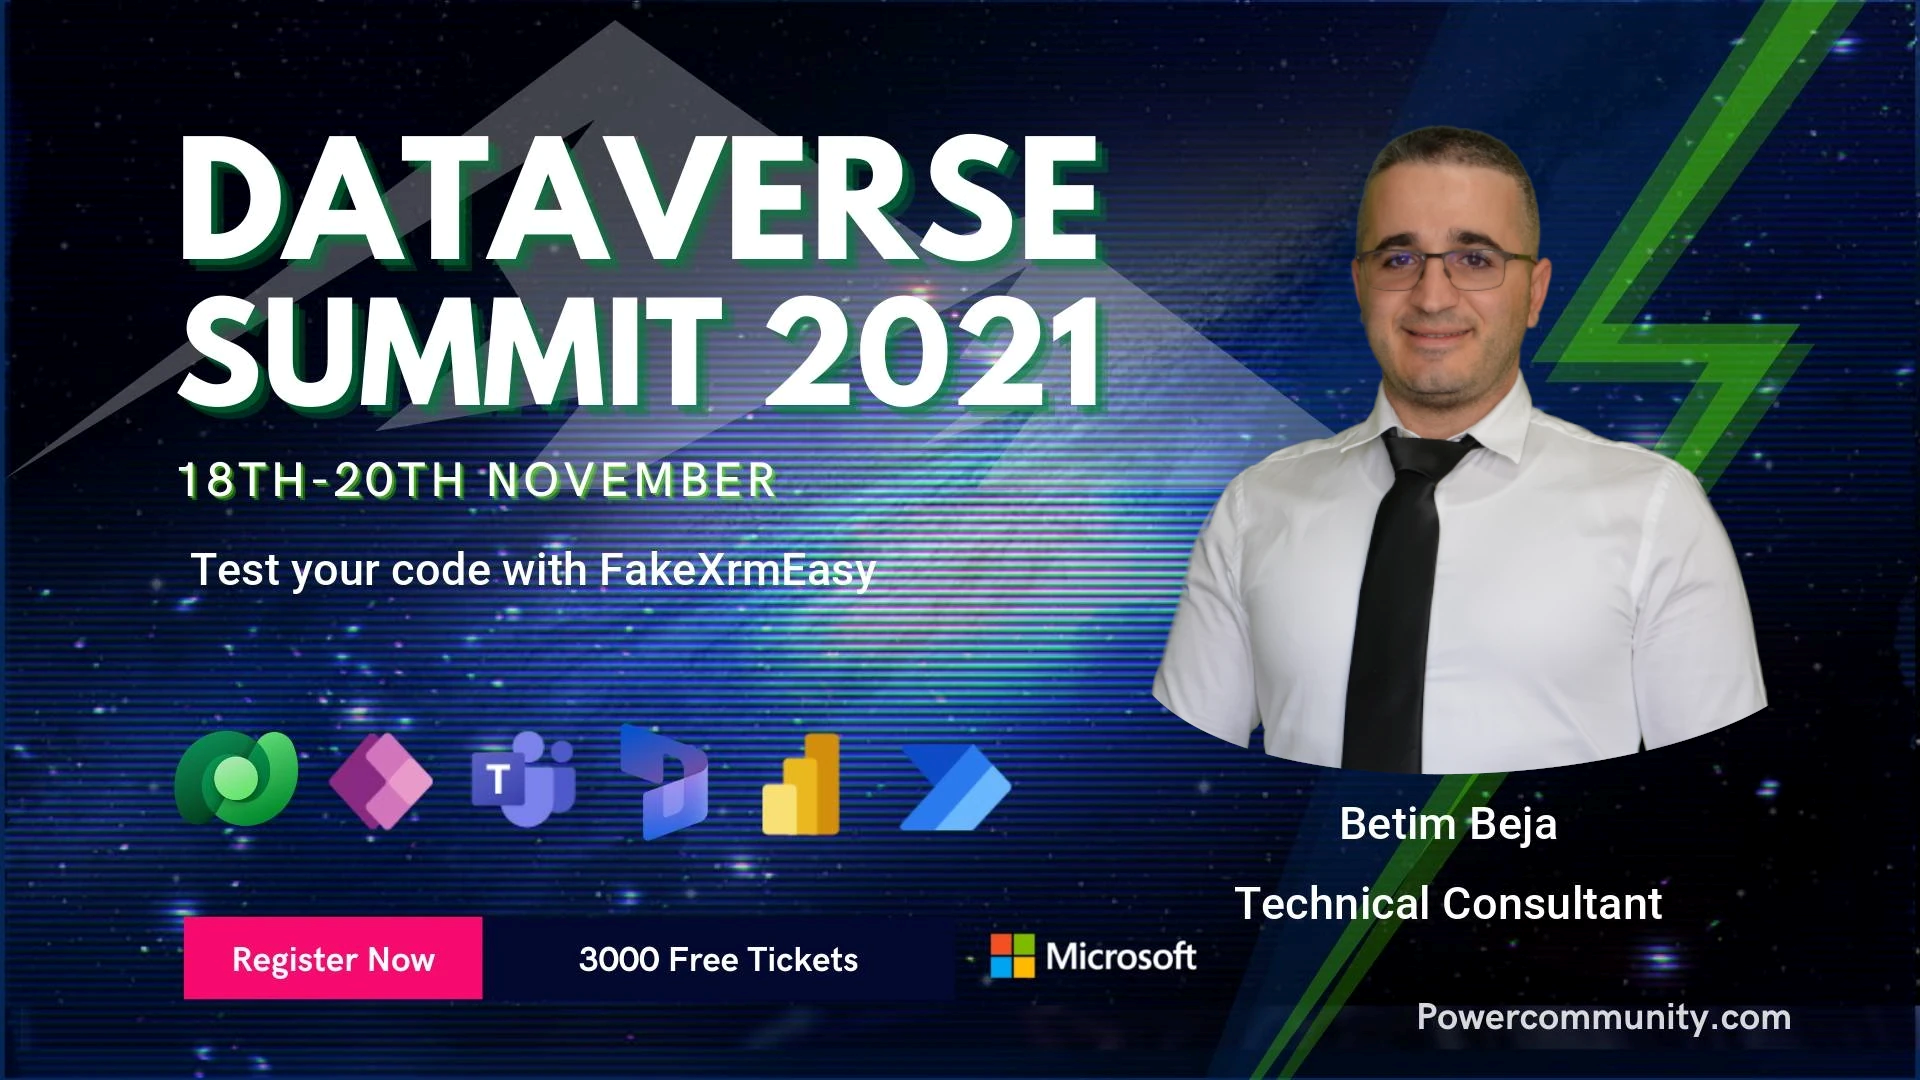 DATAVERSE
SUMMIT 2021
18TH-20TH NOVEMBER
Test your code with FakeXrmEasy
T
Register Now
3000 Free Tickets
Microsoft
Betim Beja
Technical Consultant
Powercommunity.com